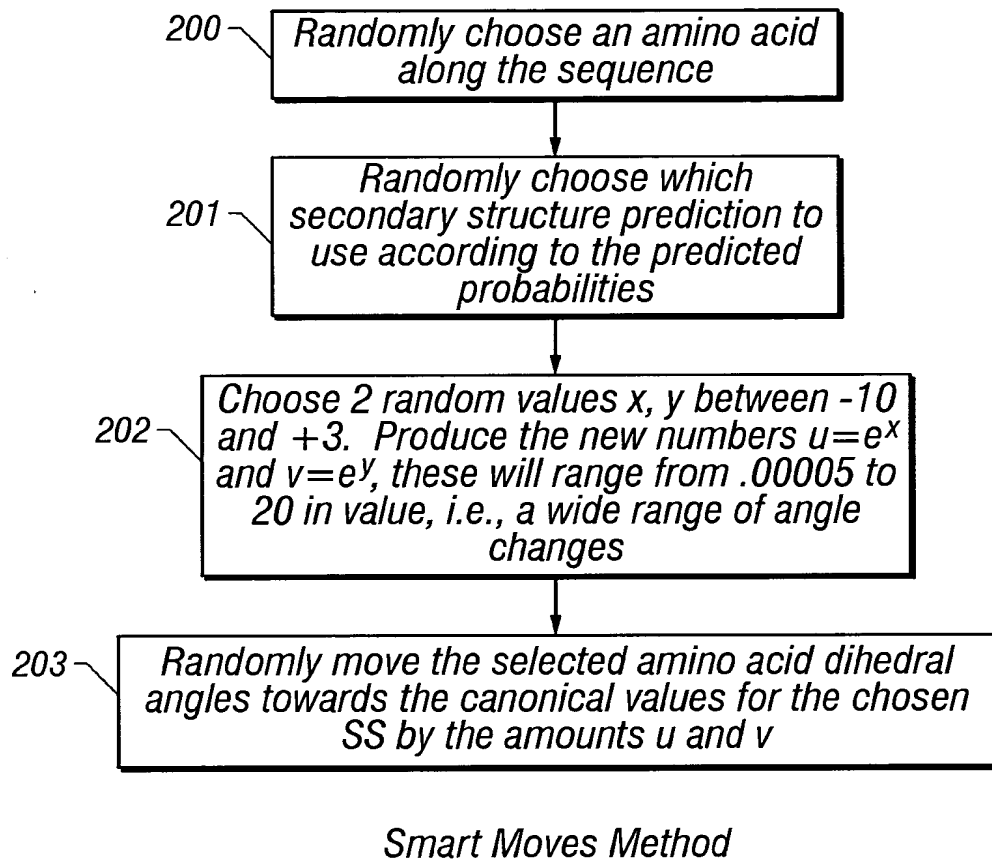 200
Randomly choose an amino acid
along the sequence
201
Randomly choose which
secondary structure prediction to
use according to the predicted
probabilities
202
Choose 2 random values x, y between -10
and +3. Produce the new numbers u=eˣ
and v=eʸ, these will range from .00005 to
20 in value, i.e., a wide range of angle
changes
203
Randomly move the selected amino acid dihedral
angles towards the canonical values for the chosen
SS by the amounts u and v
Smart Moves Method